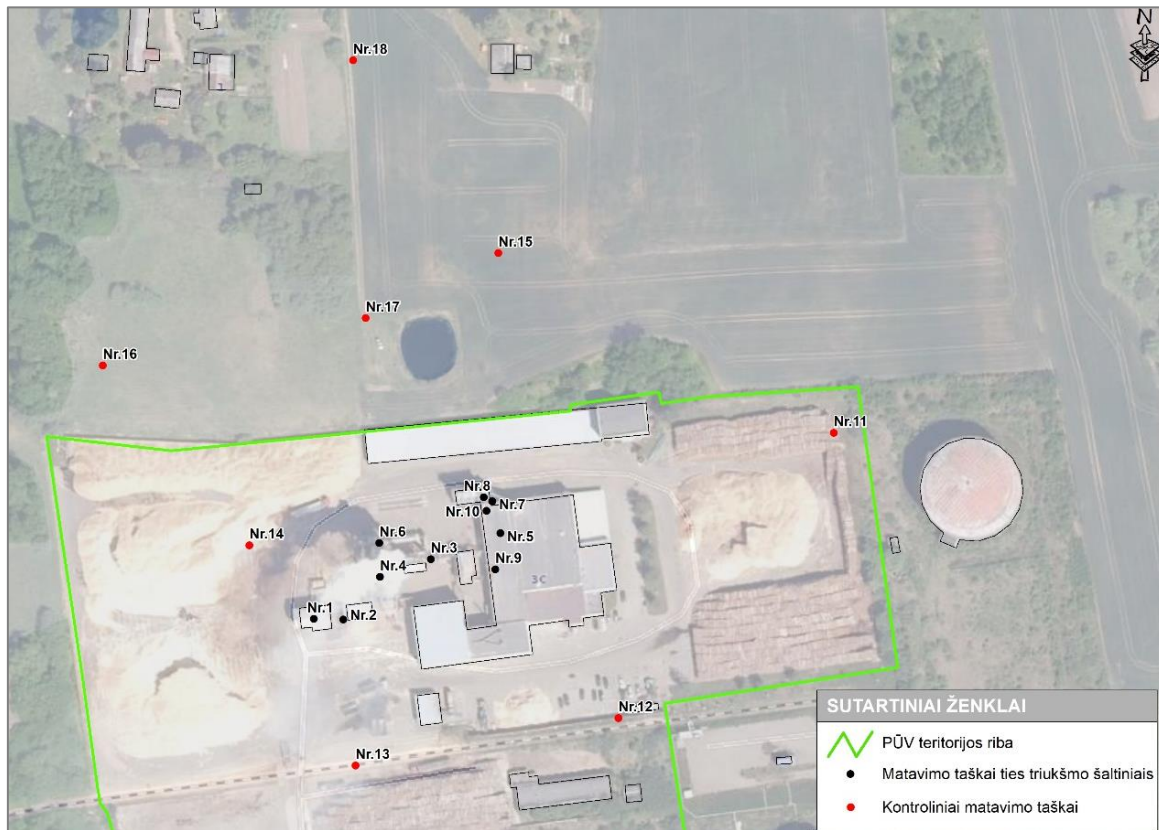 N
Nr.18
Nr.15
Nr.17
Nr.16
Nr.11
Nr.8
Nr.7
Nr.10
Nr.14
Nr.6
Nr.5
Nr.3
Nr.9
Nr.4
3C
Nr.1
Nr.2
Nr.12
Nr.13
SUTARTINIAI ŽENKLAI
PŪV teritorijos riba
Matavimo taškai ties triukšmo šaltiniais
Kontroliniai matavimo taškai